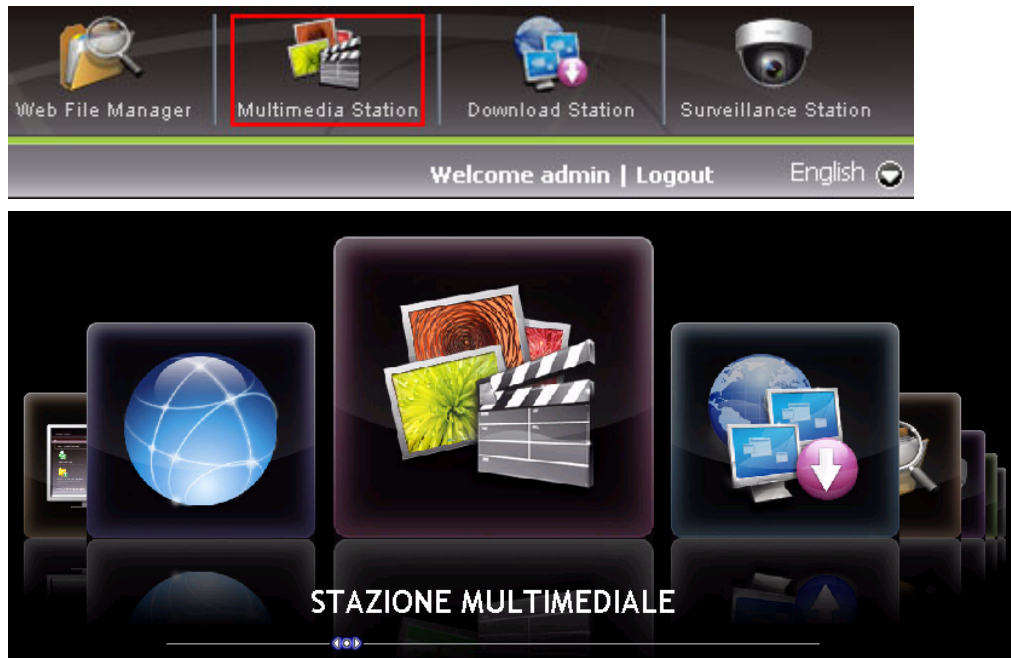 Web File Manager
Multimedia Station
Download Station
Surveillance Station
Welcome admin | Logout
English
STAZIONE MULTIMEDIALE